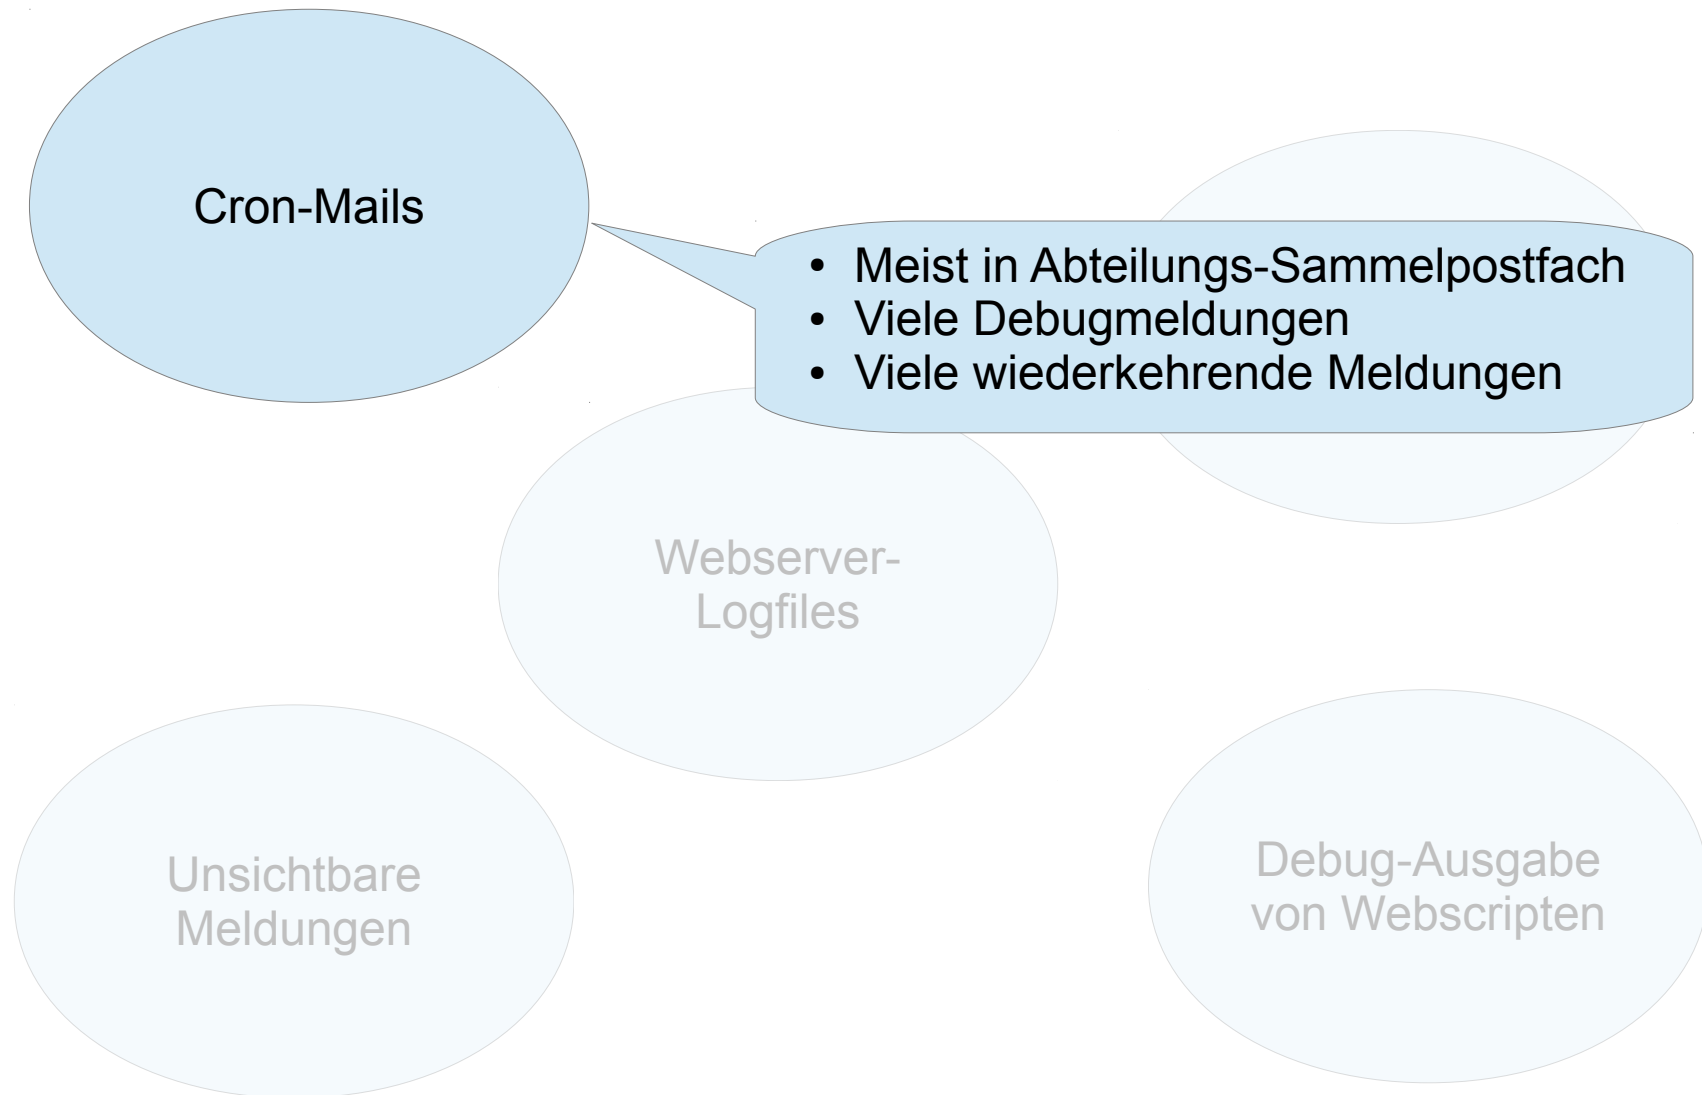 Cron-Mails
• Meist in Abteilungs-Sammelpostfach
• Viele Debugmeldungen
• Viele wiederkehrende Meldungen
Webserver-
Logfiles
Unsichtbare
Meldungen
Debug-Ausgabe
von Webscripten